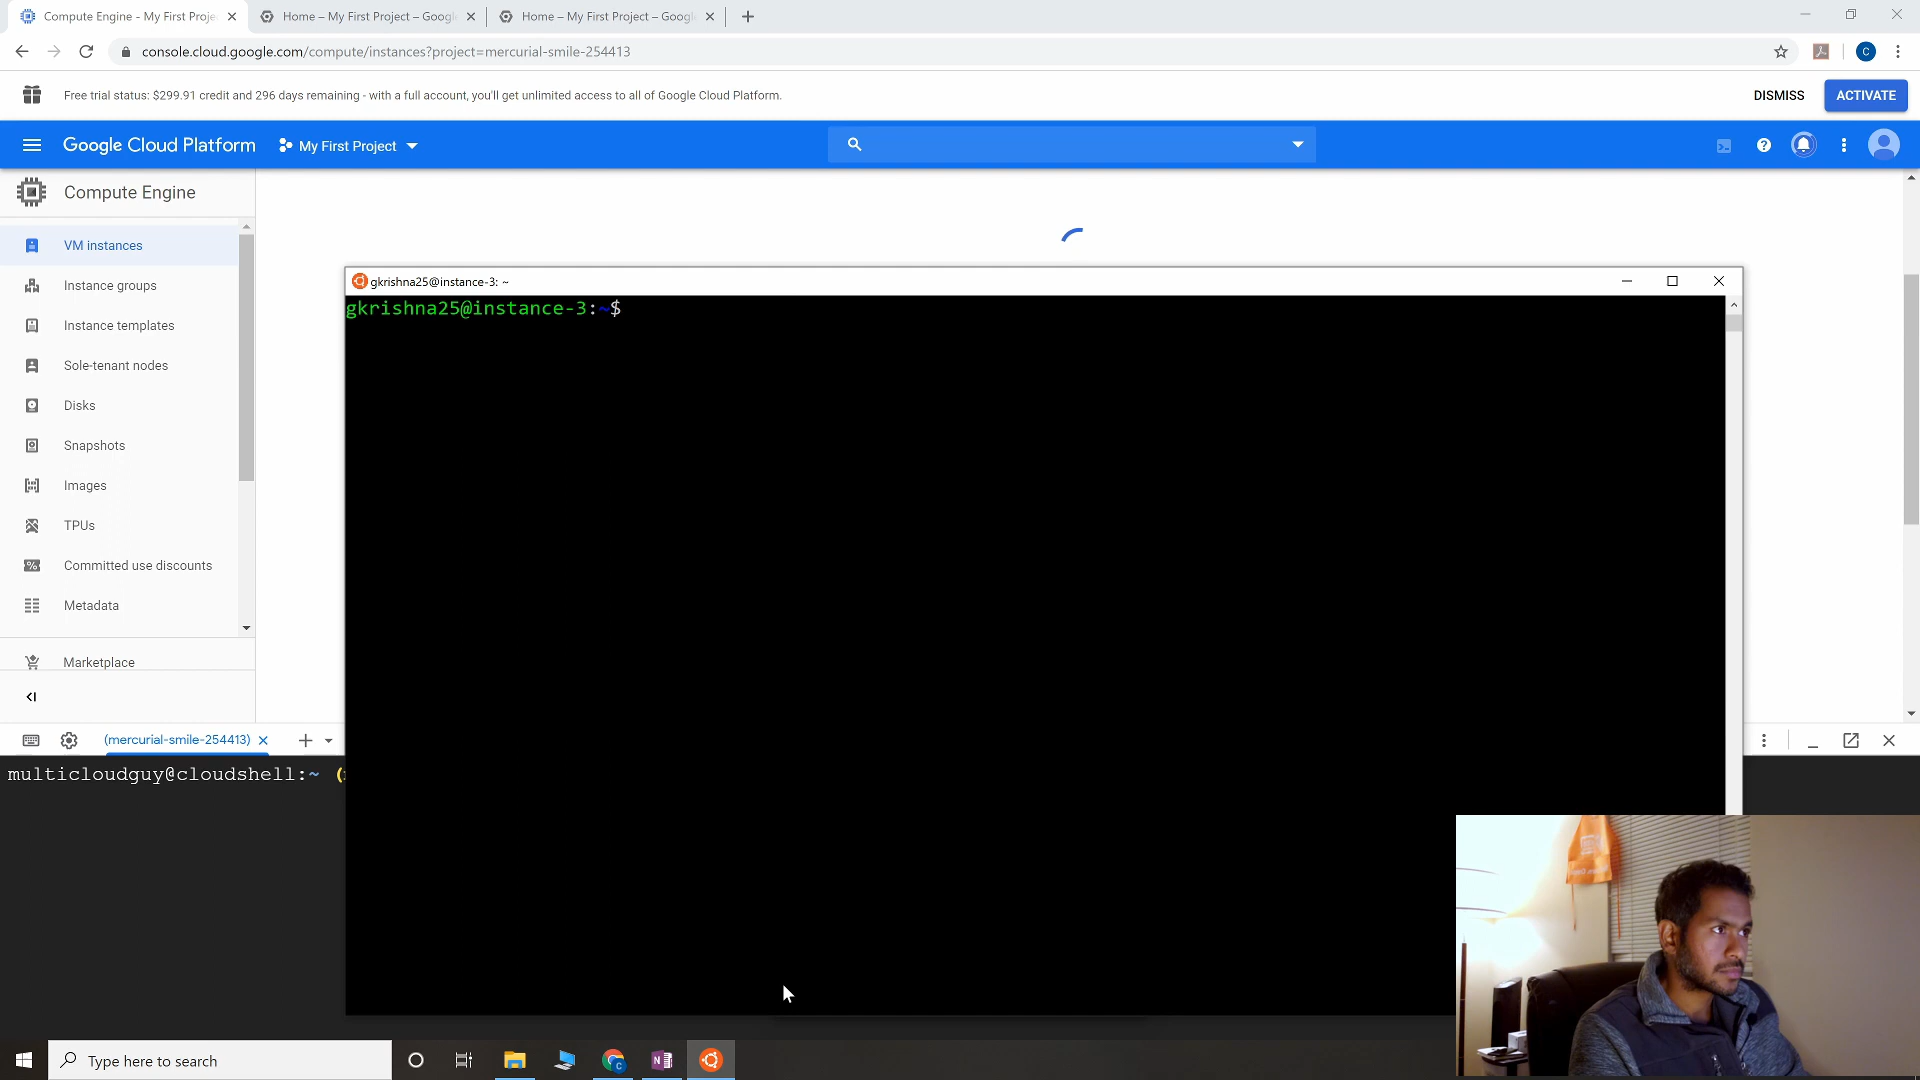 Compute Engine - My First Proje
Home – My First Project – Google
Home – My First Project – Google
console.cloud.google.com/compute/instances?project=mercurial-smile-254413
C
Free trial status: $299.91 credit and 296 days remaining - with a full account, you'll get unlimited access to all of Google Cloud Platform.
DISMISS
ACTIVATE
Google Cloud Platform
My First Project
Compute Engine
VM instances
Instance groups
Instance templates
Sole-tenant nodes
Disks
Snapshots
Images
TPUs
Committed use discounts
Metadata
Marketplace
gkrishna25@instance-3: ~
gkrishna25@instance-3:~$
(mercurial-smile-254413)
multicloudguy@cloudshell:~ (
Type here to search